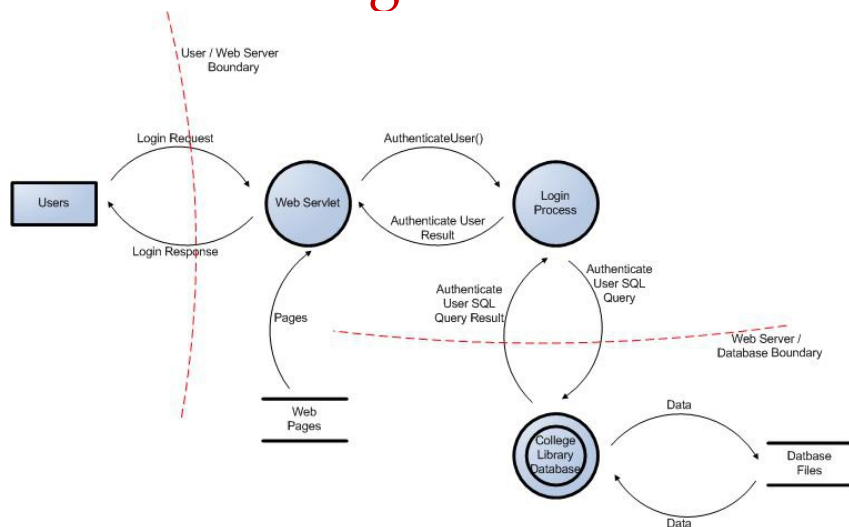 g
User / Web Server
Boundary
Login Request
AuthenticateUser()
Users
Web Servlet
Login
Process
Authenticate User
Result
Login Response
Authenticate
User SQL
Query Result
Authenticate
User SQL
Query
Pages
Web Server /
Database Boundary
Web
Pages
Data
College
Library
Database
Datbase
Files
Data